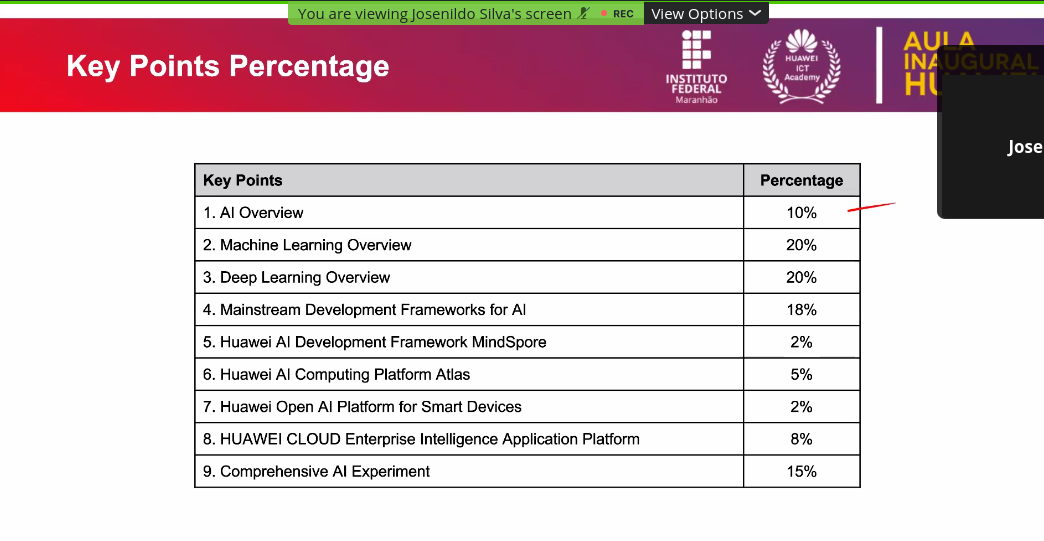 You are viewing Josenildo Silva's screen
REC
View Options
Key Points Percentage
INSTITUTO
FEDERAL
Maranhão
HUAWEI
ICT
Academy
AULA
INAUGURAL
Jose
Key Points Percentage
1. AI Overview 10%
2. Machine Learning Overview 20%
3. Deep Learning Overview 20%
4. Mainstream Development Frameworks for AI 18%
5. Huawei AI Development Framework MindSpore 2%
6. Huawei AI Computing Platform Atlas 5%
7. Huawei Open AI Platform for Smart Devices 2%
8. HUAWEI CLOUD Enterprise Intelligence Application Platform 8%
9. Comprehensive AI Experiment 15%